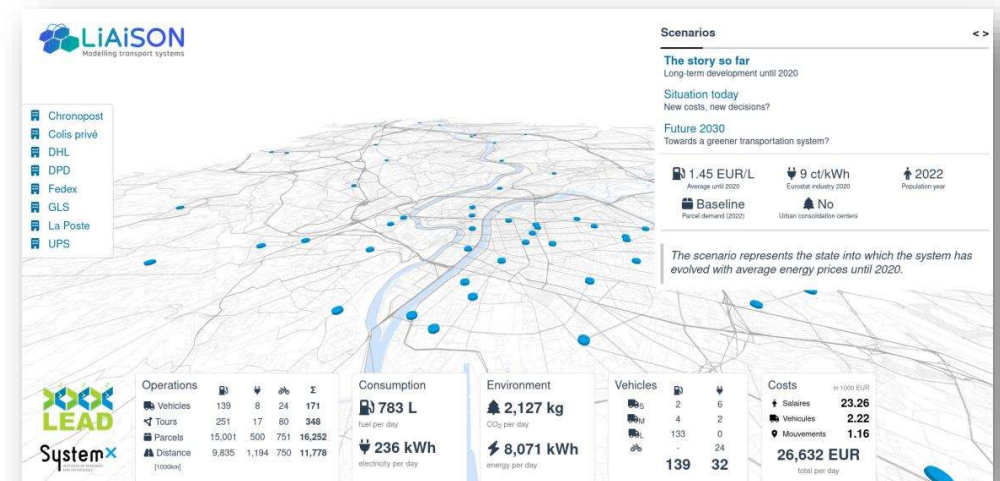 LiAiSON
Modelling transport systems
Chronopost
Colis privé
DHL
DPD
Fedex
GLS
La Poste
UPS
Scenarios
< >
The story so far
Long-term development until 2020
Situation today
New costs, new decisions?
Future 2030
Towards a greener transportation system?
1.45 EUR/L
Average until 2020
9 ct/kWh
Eurostat industry 2020
2022
Population year
Baseline
Parcel demand (2022)
No
Urban consolidation centers
The scenario represents the state into which the system has
evolved with average energy prices until 2020.
LEAD
SystemX
Operations
Σ
Vehicles 139 8 24 171
Tours 251 17 80 348
Parcels 15,001 500 751 16,252
Distance 9,835 1,194 750 11,778
[1000km]
Consumption
783 L
fuel per day
236 kWh
electricity per day
Environment
2,127 kg
CO2 per day
8,071 kWh
energy per day
Vehicles
S 2 6
M 4 2
L 133 0
- 24
139 32
Costs in 1000 EUR
Salaires 23.26
Vehicules 2.22
Mouvements 1.16
26,632 EUR
total per day